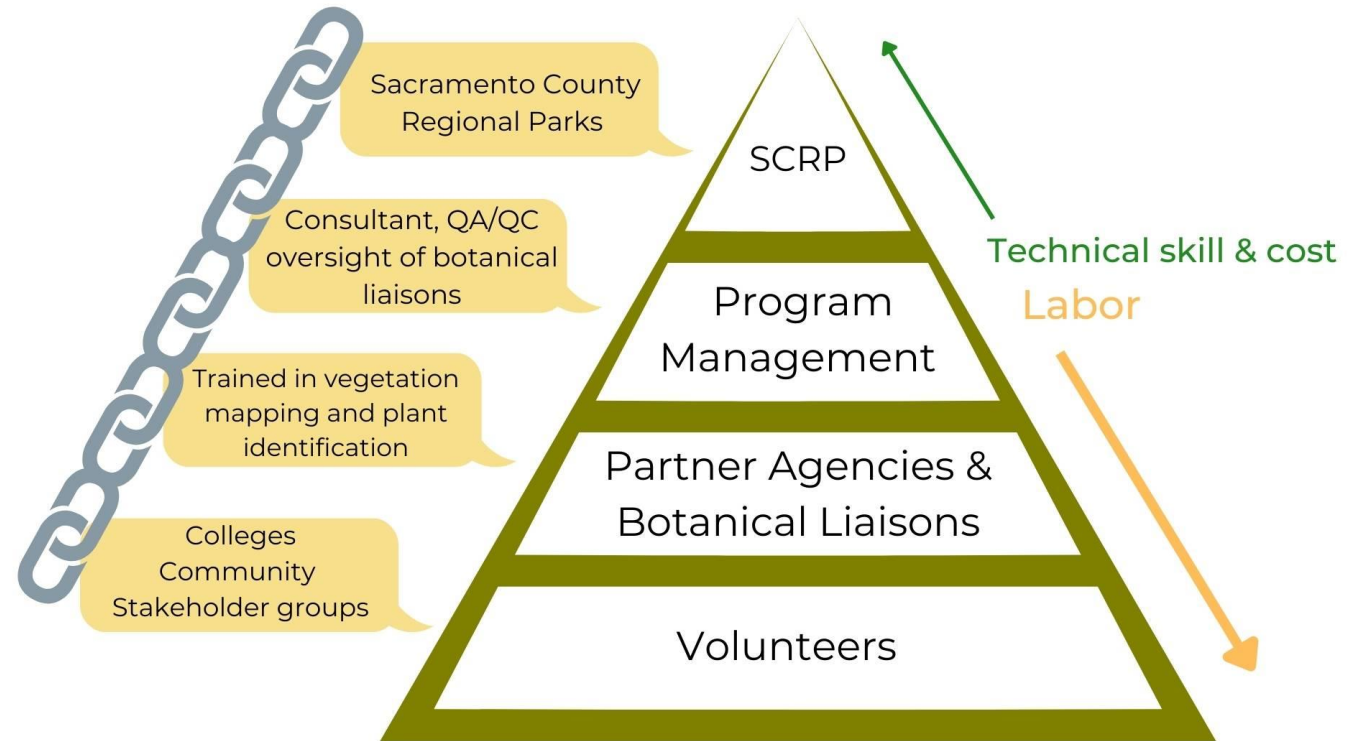 Sacramento County
Regional Parks
SCRP
Consultant, QA/QC
oversight of botanical
liaisons
Program
Management
Technical skill & cost
Labor
Trained in vegetation
mapping and plant
identification
Partner Agencies &
Botanical Liaisons
Colleges
Community
Stakeholder groups
Volunteers